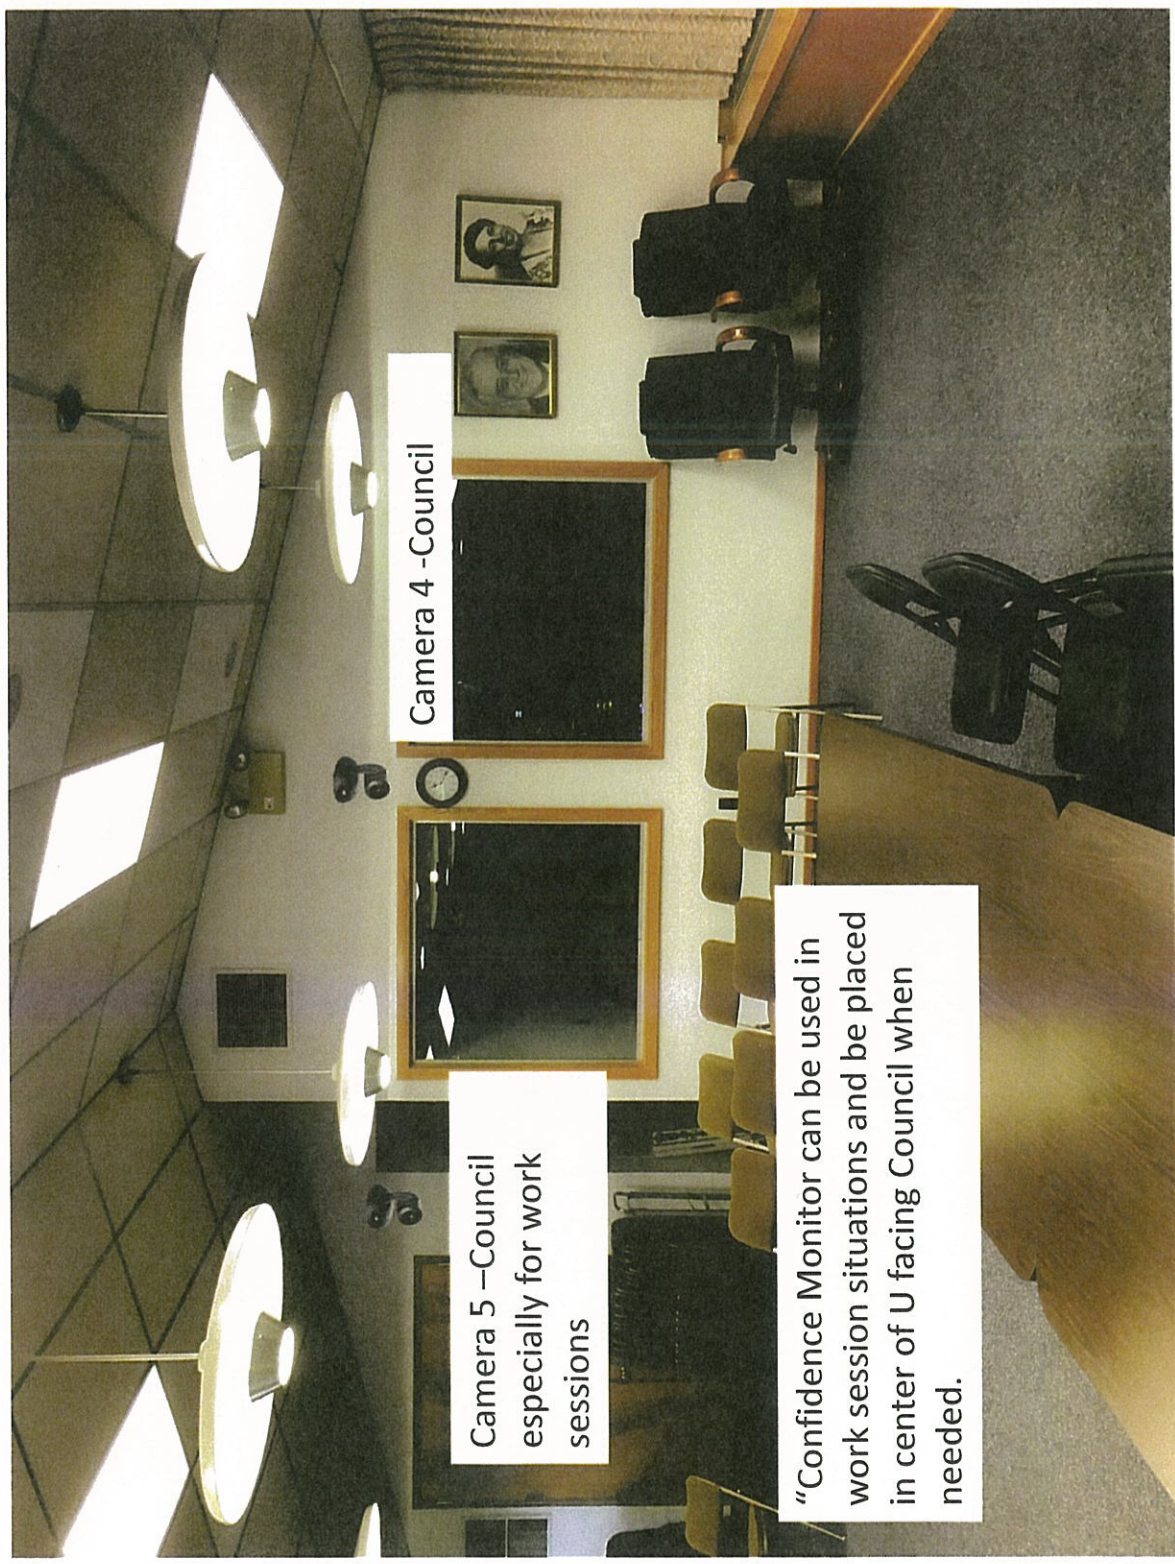 Camera 4 -Council
Camera 5 –Council
especially for work
sessions
“Confidence Monitor can be used in
work session situations and be placed
in center of U facing Council when
needed.